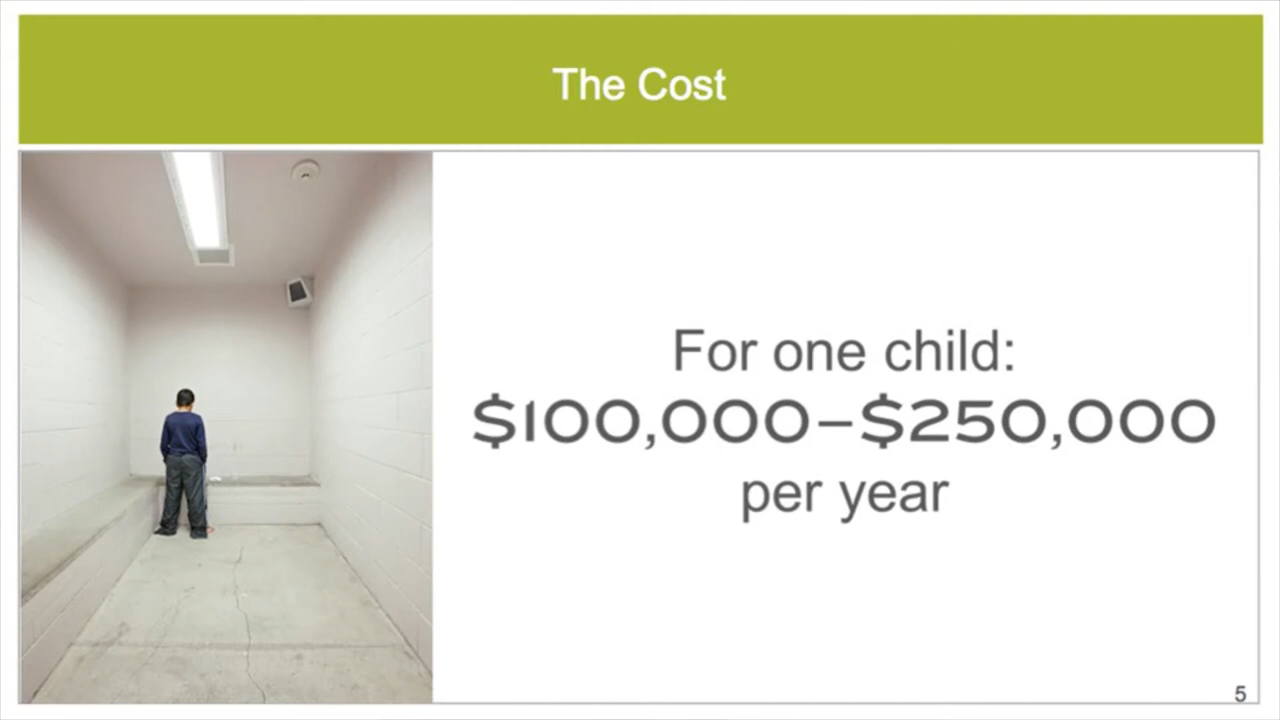 The Cost
For one child:
$100,000–$250,000
per year
5